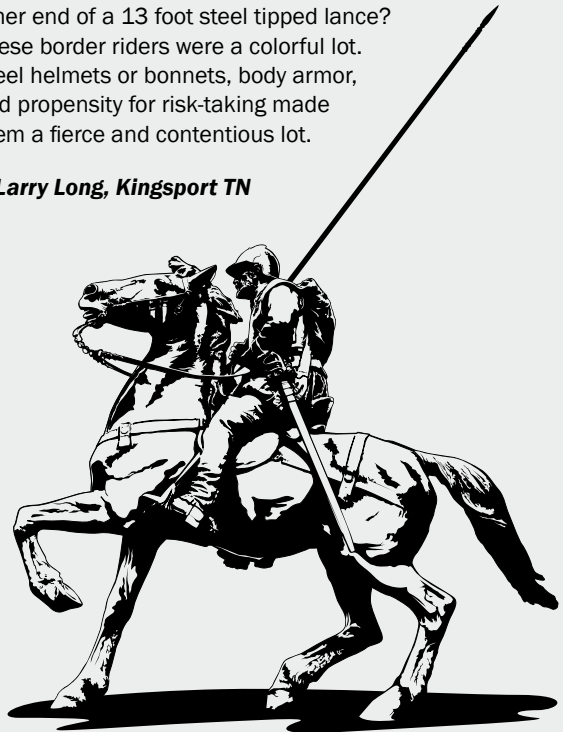 her end of a 13 foot steel tipped lance?
ese border riders were a colorful lot.
eel helmets or bonnets, body armor,
d propensity for risk-taking made
em a fierce and contentious lot.
Larry Long, Kingsport TN